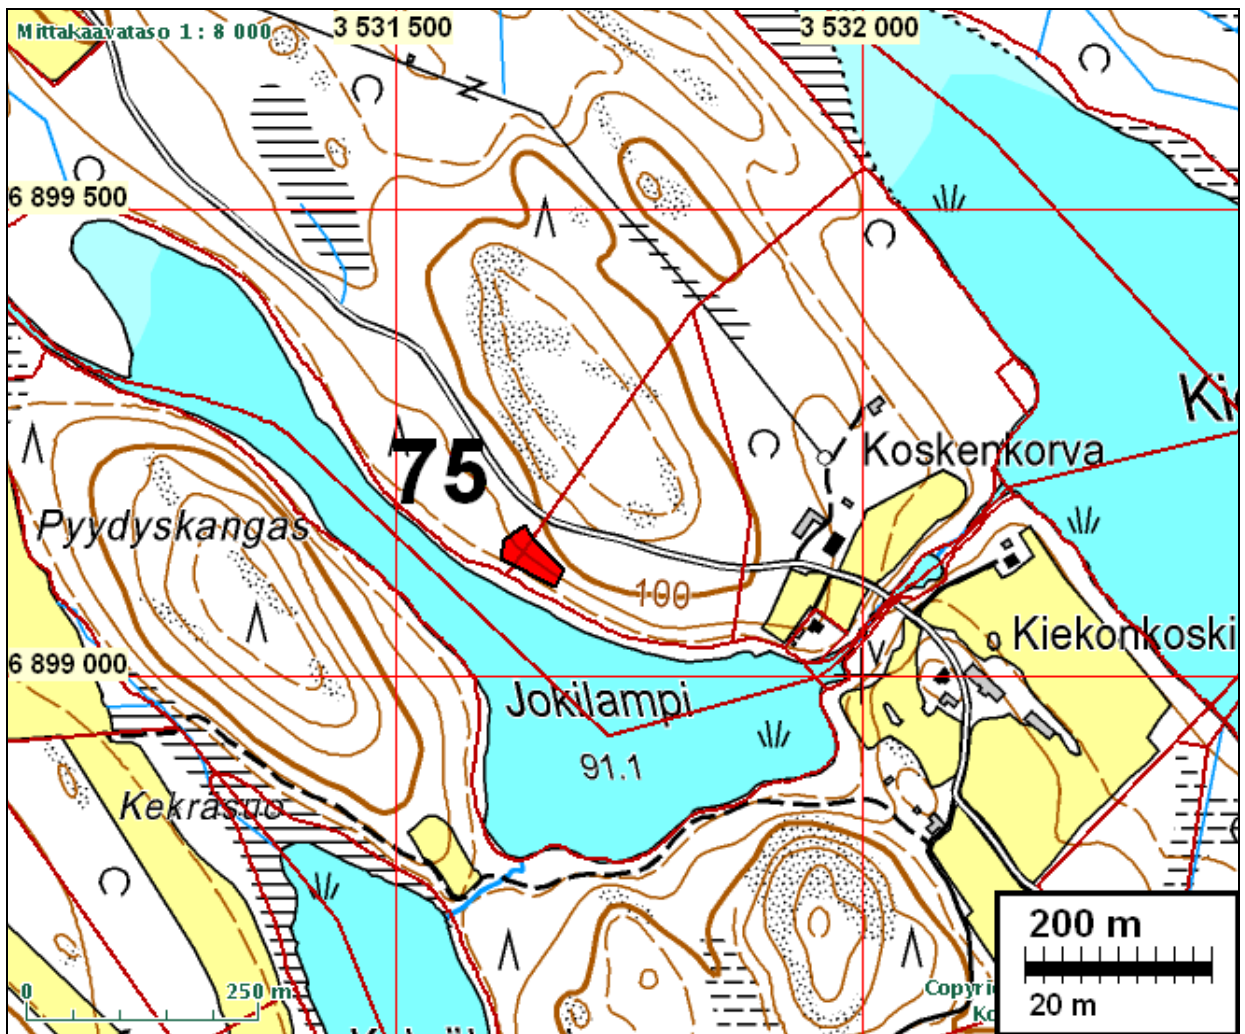 Mittakaavataso 1 : 8 000
3 531 500
3 532 000
6 899 500
75
Koskenkorva
Pyydyskangas
100
Kiekonkoski
6 899 000
Jokilampi
91.1
Kekräsuo
200 m
20 m
0 250 m